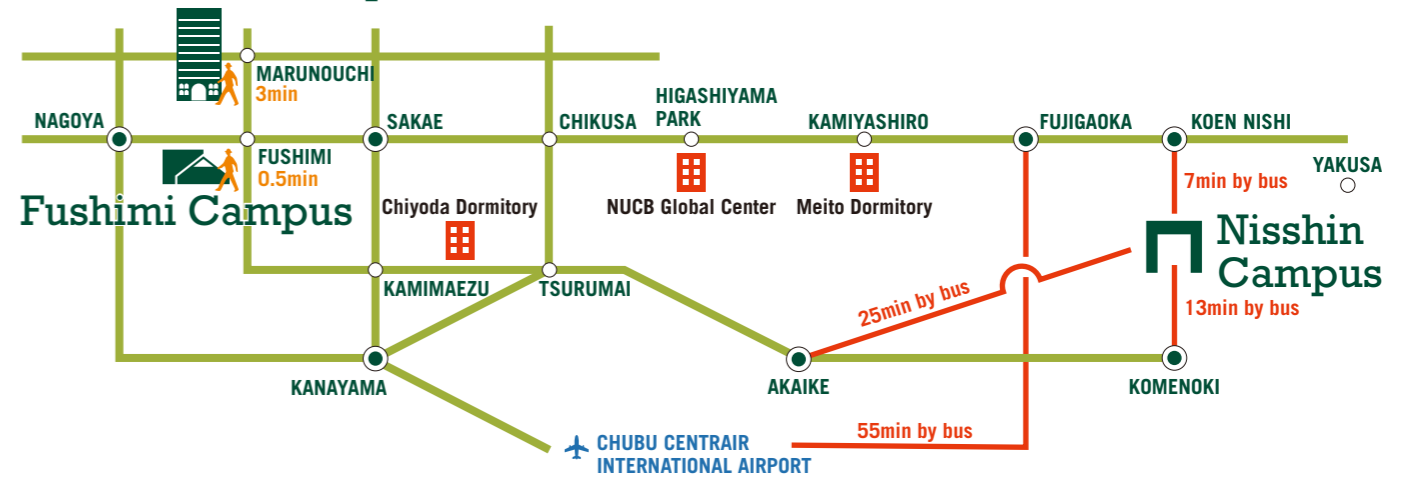 MARUNOUCHI
3min
NAGOYA
SAKAE
CHIKUSA
HIGASHIYAMA
PARK
KAMIYASHIRO
FUJIGAOKA
KOEN NISHI
YAKUSA
FUSHIMI
0.5min
Fushimi Campus
Chiyoda Dormitory
NUCB Global Center
Meito Dormitory
7min by bus
Nisshin
Campus
KAMIMAEZU
TSURUMAI
25min by bus
13min by bus
KANAYAMA
AKAIKE
KOMENOKI
55min by bus
CHUBU CENTRAIR
INTERNATIONAL AIRPORT